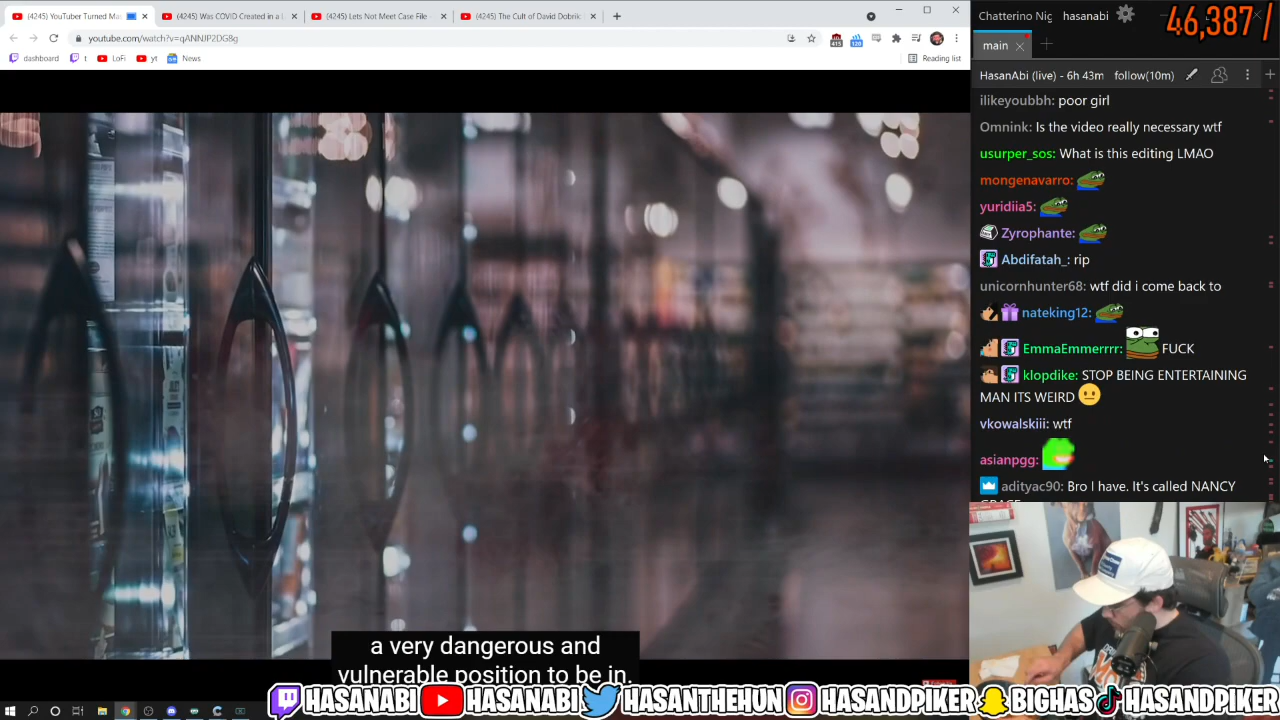 (4245) YouTuber Turned Ma
(4245) Was COVID Created in a
(4245) Lets Not Meet Case File -
(4245) The Cult of David Dobrik
Chatterino Nig
hasanabi
46,387 /
youtube.com/watch?v=qANNJP2DG8g
415
120
main
dashboard
t
LoFi
yt
News
Reading list
HasanAbi (live) - 6h 43m
follow(10m)
ilikeyoubbh: poor girl
Omnink: Is the video really necessary wtf
usurper_sos: What is this editing LMAO
mongenavarro:
yuridiia5:
Zyrophante:
Abdifatah_: rip
unicornhunter68: wtf did i come back to
nateking12:
EmmaEmmerrrr: FUCK
klopdike: STOP BEING ENTERTAINING
MAN ITS WEIRD
vkowalskiii: wtf
asianpgg:
adityac90: Bro I have. It's called NANCY
GRACE
a very dangerous and
vulnerable position to be in.
HASANABI
HASANABI
HASANTHEHUN
HASANDPIKER
BIGHAS
HASANDPIKER